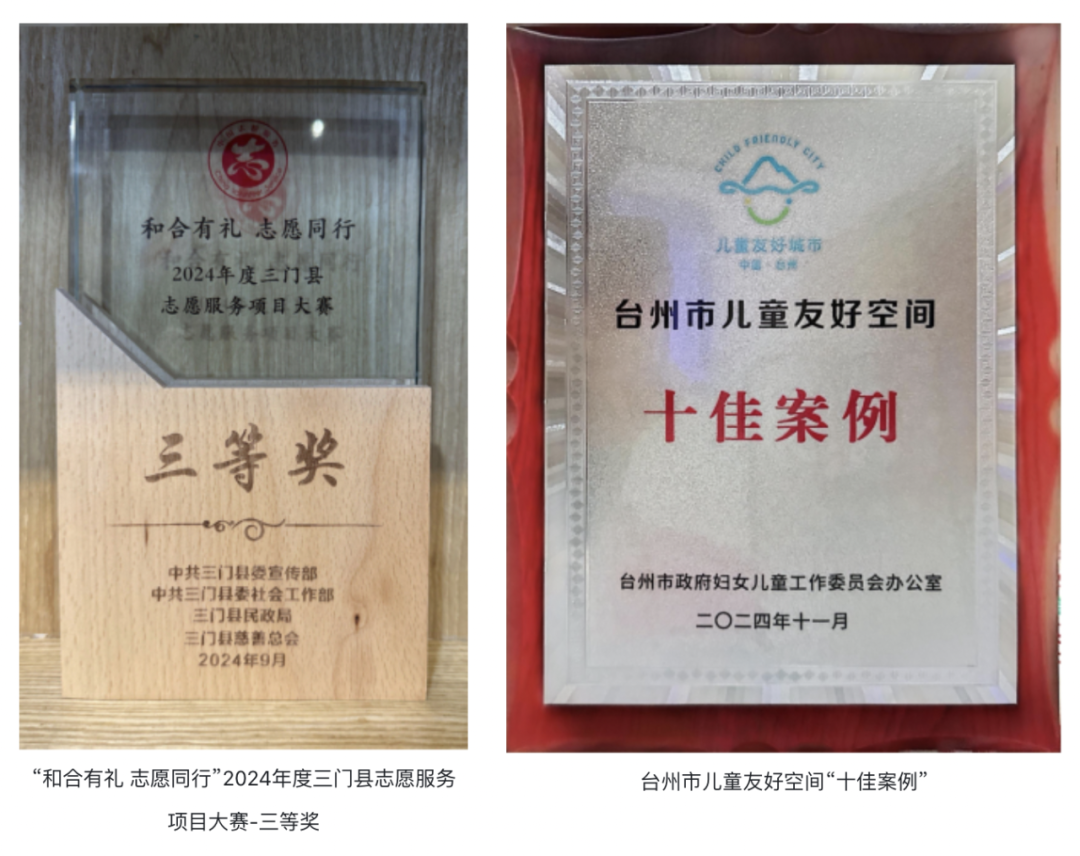 志
和合有礼 志愿同行
2024年度三门县
志愿服务项目大赛
三等奖
中共三门县委宣传部
中共三门县委社会工作部
三门县民政局
三门县慈善总会
2024年9月
“和合有礼 志愿同行”2024年度三门县志愿服务
项目大赛-三等奖
CHILD FRIENDLY CITY
儿童友好城市
中国·台州
台州市儿童友好空间
十佳案例
台州市政府妇女儿童工作委员会办公室
二〇二四年十一月
台州市儿童友好空间“十佳案例”